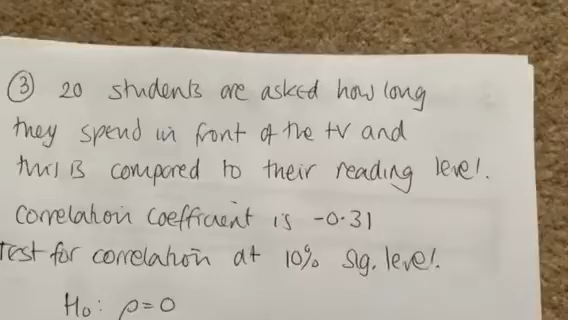 ③ 20 students are asked how long
they spend in front of the tv and
this is compared to their reading level.
Correlation coefficient is -0.31
Test for correlation at 10% sig. level.
H₀: ρ=0